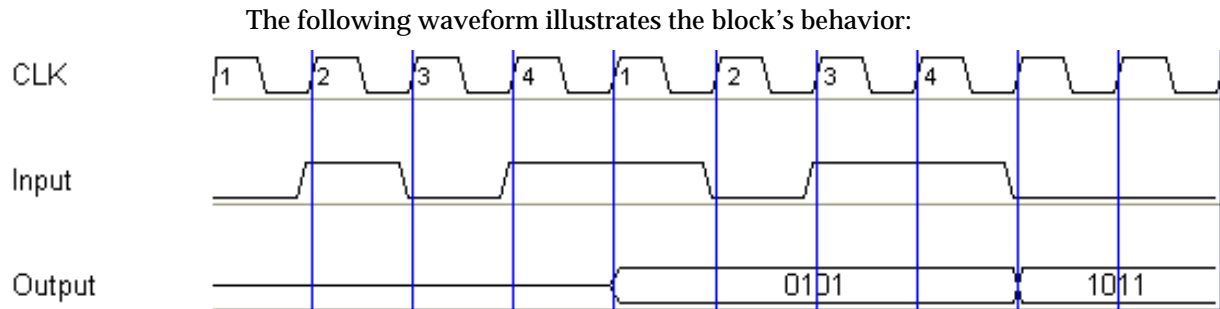 The following waveform illustrates the block's behavior:
CLK 1 2 3 4 1 2 3 4
Input
Output 0101 1011